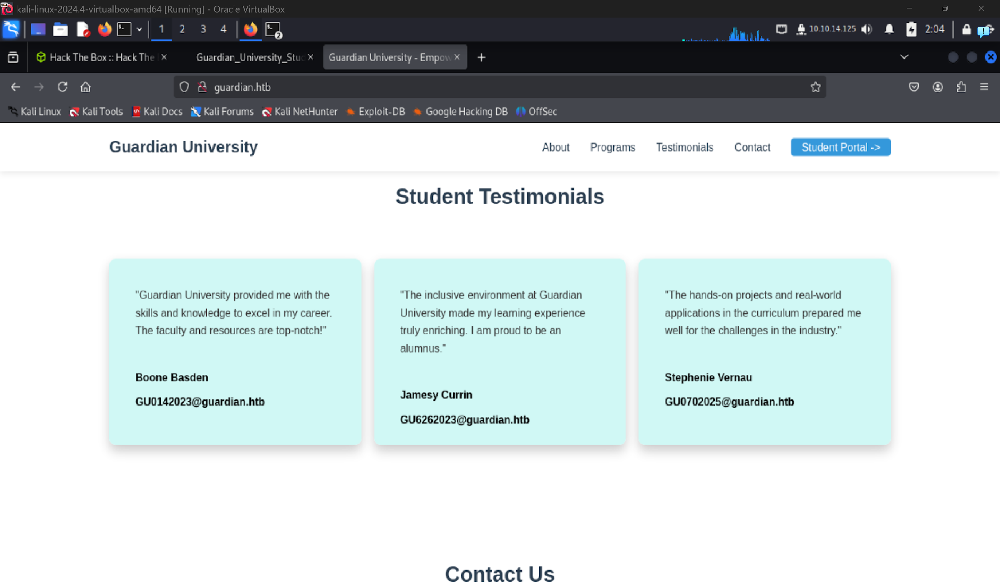 kali-linux-2024.4-virtualbox-amd64 [Running] - Oracle VirtualBox
1 2 3 4 2 10.10.14.125 2:04
Hack The Box :: Hack The Guardian_University_Stud Guardian University - Empow
guardian.htb
Kali Linux Kali Tools Kali Docs Kali Forums Kali NetHunter Exploit-DB Google Hacking DB OffSec
Guardian University About Programs Testimonials Contact Student Portal ->
Student Testimonials
"Guardian University provided me with the
skills and knowledge to excel in my career.
The faculty and resources are top-notch!"
Boone Basden
GU0142023@guardian.htb
"The inclusive environment at Guardian
University made my learning experience
truly enriching. I am proud to be an
alumnus."
Jamesy Currin
GU6262023@guardian.htb
"The hands-on projects and real-world
applications in the curriculum prepared me
well for the challenges in the industry."
Stephenie Vernau
GU0702025@guardian.htb
Contact Us